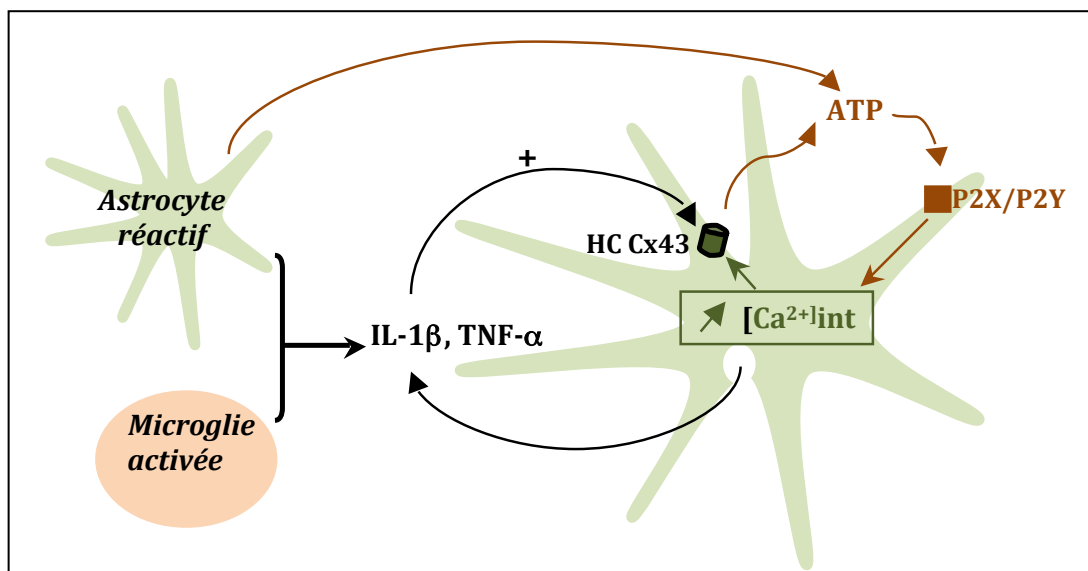 ATP
+
Astrocyte
réactif
P2X/P2Y
HC Cx43
[Ca²⁺]int
IL-1β, TNF-α
Microglie
activée